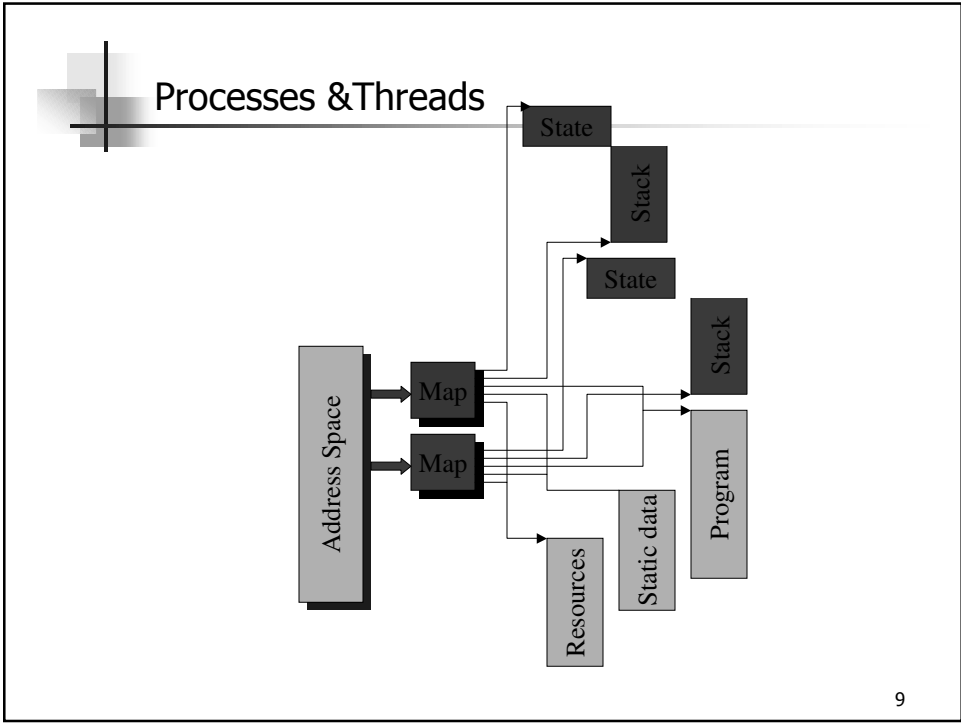 Processes &Threads
State
Stack
State
Stack
Map
Map
Address Space
Program
Static data
Resources
9